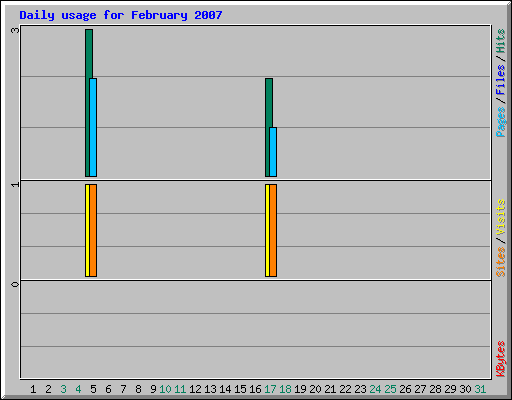 Daily usage for February 2007
3
Pages / Files / Hits
1
Sites / Visits
0
KBytes
1 2 3 4 5 6 7 8 9 10 11 12 13 14 15 16 17 18 19 20 21 22 23 24 25 26 27 28 29 30 31